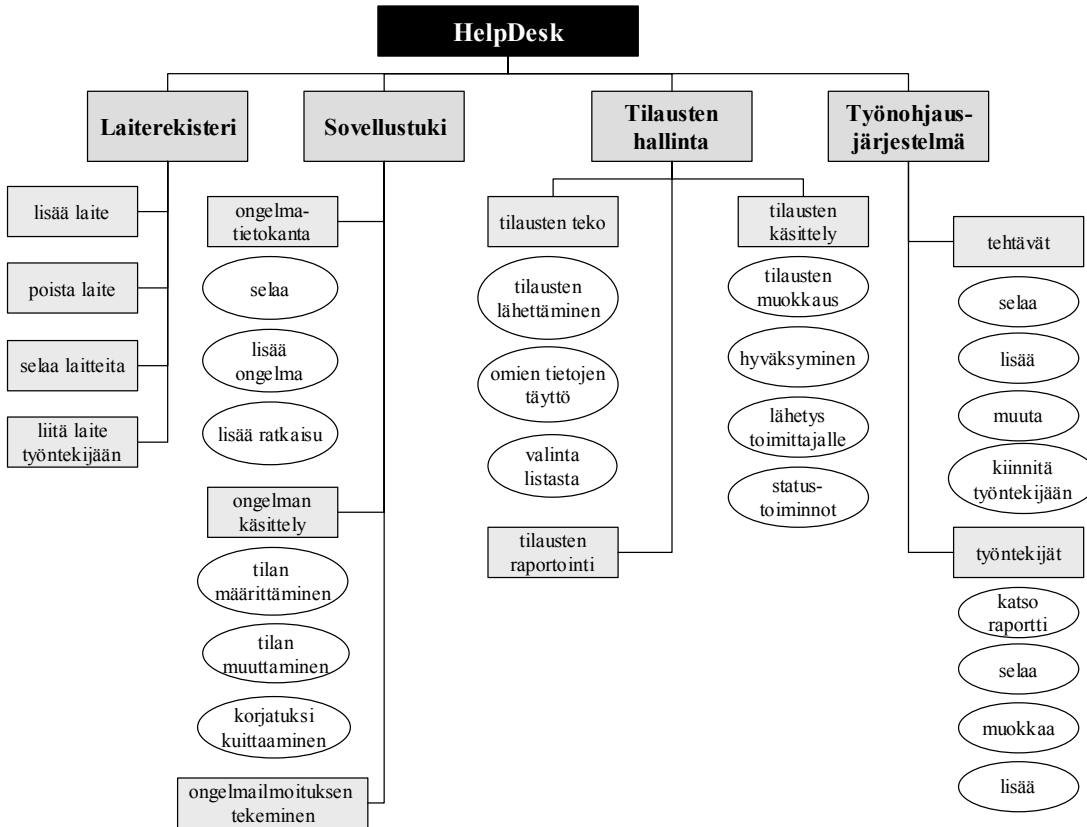 HelpDesk
Laiterekisteri
lisää laite
poista laite
selaa laitteita
liitä laite
työntekijään
Sovellustuki
ongelma-
tietokanta
selaa
lisää
ongelma
lisää ratkaisu
ongelman
käsittely
tilan
määrittäminen
tilan
muuttaminen
korjatuksi
kuittaaminen
ongelmailmoituksen
tekeminen
Tilausten
hallinta
tilausten teko
tilausten
lähettäminen
omien tietojen
täyttö
valinta
listasta
tilausten
raportointi
tilausten
käsittely
tilausten
muokkaus
hyväksyminen
lähetys
toimittajalle
status-
toiminnot
Työnohjaus-
järjestelmä
tehtävät
selaa
lisää
muuta
kiinnitä
työntekijään
työntekijät
katso
raportti
selaa
muokkaa
lisää